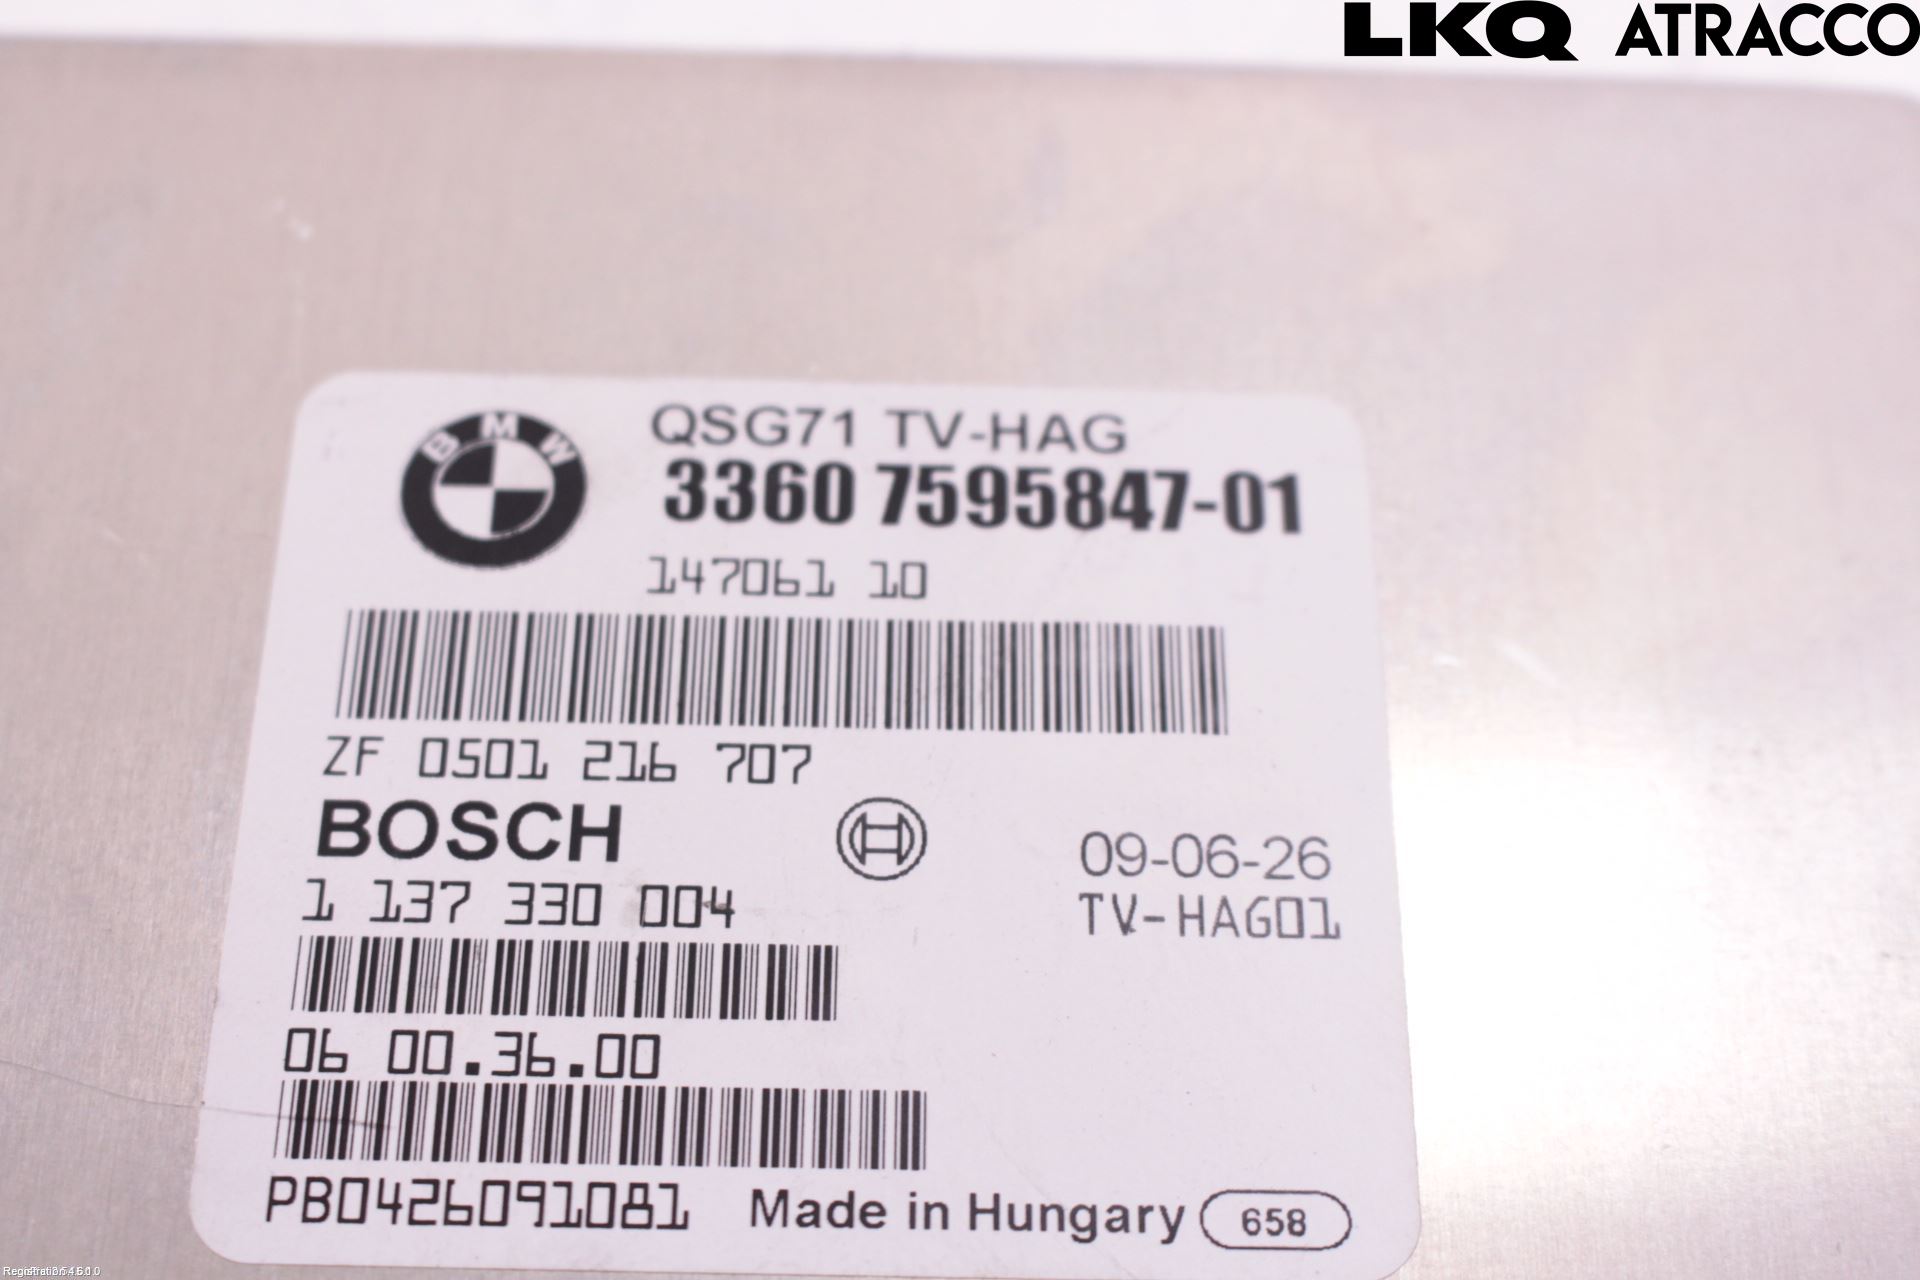 LKQ ATRACCO
BMW
QSG71 TV-HAG
3360 7595847-01
147061 10
ZF 0501 216 707
BOSCH
09-06-26
1 137 330 004
TV-HAG01
06 00.36.00
PB0426091081
Made in Hungary
658